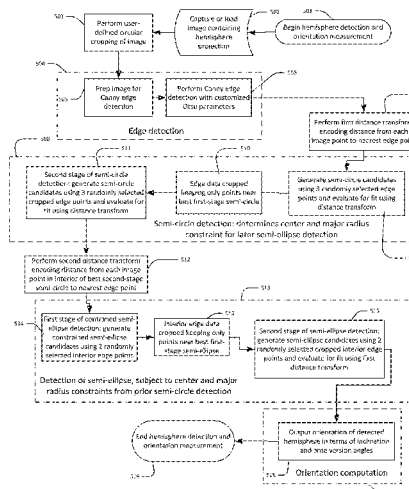 Begin hemisphere detection
and orientation measurement
Capture or load
image containing
hemisphere
projection
Perform user-
defined circular
cropping of image
Prep image for
Canny edge
detection
Perform Canny edge
detection with customized
Otsu parameters
Edge detection
Perform first distance transform
encoding distance from each
image point to nearest edge point
Generate semi-circle candidates
using 3 randomly selected edge
points and evaluate for fit using
distance transform
510
Edge data cropped
keeping only points near
best first-stage semi-circle
511
Second stage of semi-circle
detection: generate semi-circle
candidates using 3 randomly selected
cropped edge points and evaluate for
fit using distance transform
Semi-circle detection: determines center and major radius
constraint for later semi-ellipse detection
Perform second distance transform
encoding distance from each image
point in interior of best second-stage
semi-circle to nearest edge point
512
513
514
First stage of contrained semi-
ellipse detection: generate
constrained semi-ellipse
candidates using 2 randomly
selected interior edge points
Interior edge data
cropped keeping only
points near best first-
stage semi-ellipse
Second stage of semi-ellipse detection:
generate semi-ellipse candidates using 2
randomly selected cropped interior edge
points and evaluate for fit using first
distance transform
Detection of semi-ellipse, subject to center and major
radius constraints from prior semi-circle detection
Output orientation of detected
hemisphere in terms of inclination
and ante version angles
Orientation computation
End hemisphere detection and
orientation measurement